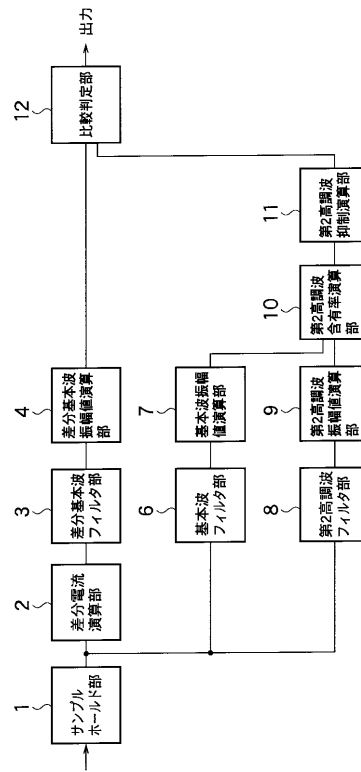 1
サンプル
ホールド部
2
差分電流
演算部
3
差分基本波
フィルタ部
4
差分基本波
振幅値演算
部
6
基本波
フィルタ部
7
基本波振幅
値演算部
8
第2高調波
フィルタ部
9
第2高調波
振幅値演算
部
10
第2高調波
含有率演算
部
11
第2高調波
抑制演算部
12
比較判定部
出力